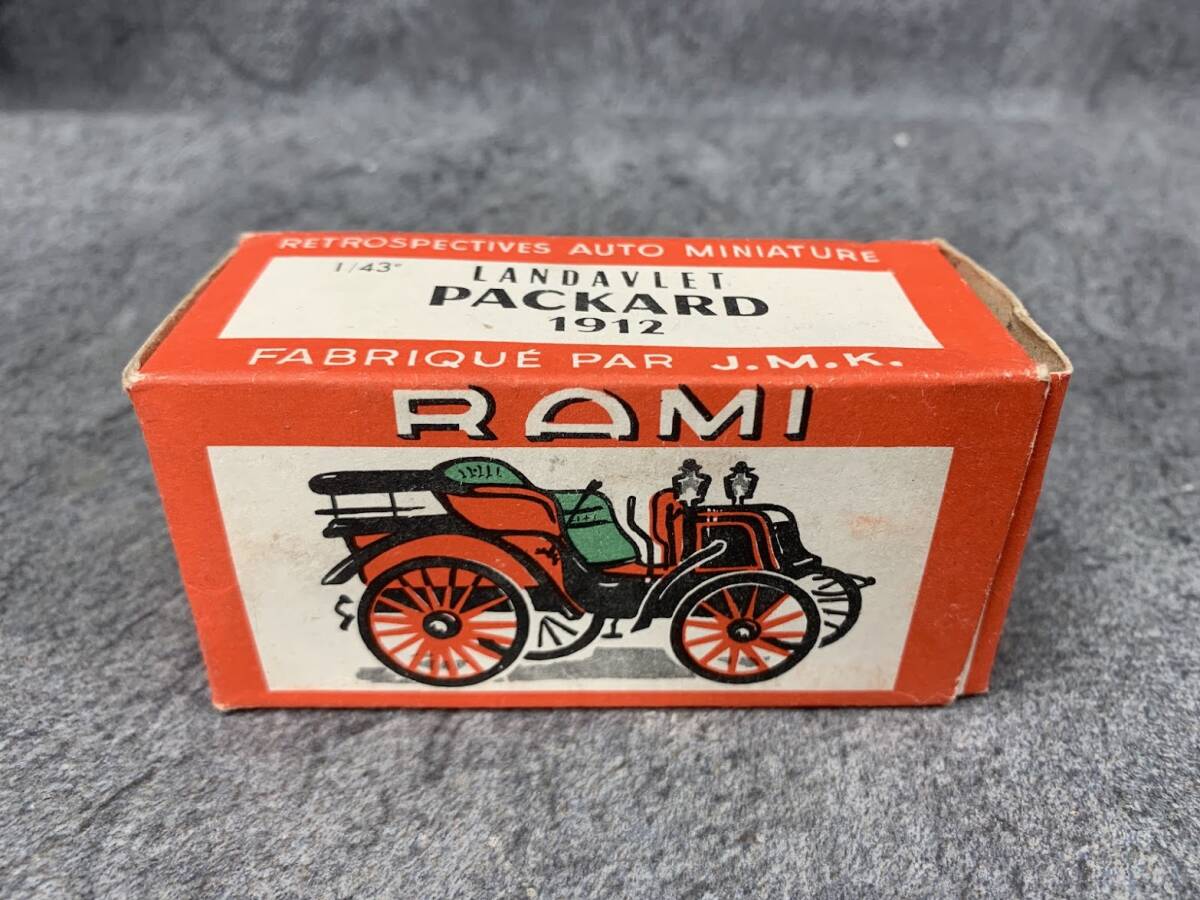 RETROSPECTIVES AUTO MINIATURE
1/43e
LANDAVLET
PACKARD
1912
FABRIQUÉ PAR J.M.K.
RAMI